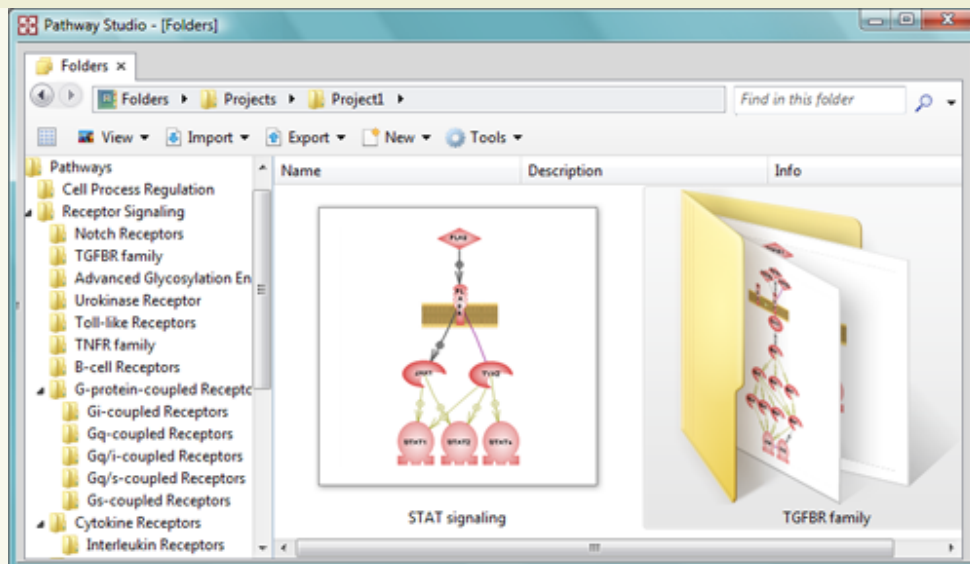 Pathway Studio - [Folders]
Folders
Folders Projects Project1 Find in this folder
View Import Export New Tools
Pathways
Cell Process Regulation
Receptor Signaling
Notch Receptors
TGFBR family
Advanced Glycosylation En
Urokinase Receptor
Toll-like Receptors
TNFR family
B-cell Receptors
G-protein-coupled Recepto
Gi-coupled Receptors
Gq-coupled Receptors
Gq/i-coupled Receptors
Gq/s-coupled Receptors
Gs-coupled Receptors
Cytokine Receptors
Interleukin Receptors
Name Description Info
STAT1 STAT2
STAT signaling
TGFBR family